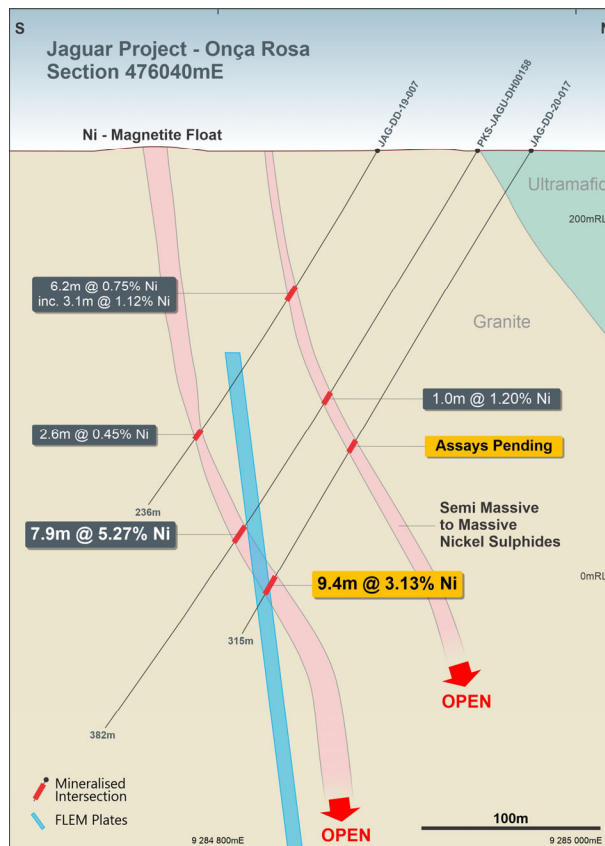 S
N
Jaguar Project - Onça Rosa
Section 476040mE
JAG-DD-19-007
PKS-JAGU-DH00158
JAG-DD-20-017
Ni - Magnetite Float
Ultramafic
200mRL
6.2m @ 0.75% Ni
inc. 3.1m @ 1.12% Ni
Granite
1.0m @ 1.20% Ni
2.6m @ 0.45% Ni
Assays Pending
236m
Semi Massive
to Massive
Nickel Sulphides
7.9m @ 5.27% Ni
9.4m @ 3.13% Ni
0mRL
315m
OPEN
382m
Mineralised
Intersection
FLEM Plates
OPEN
100m
9 284 800mN
9 285 000mN